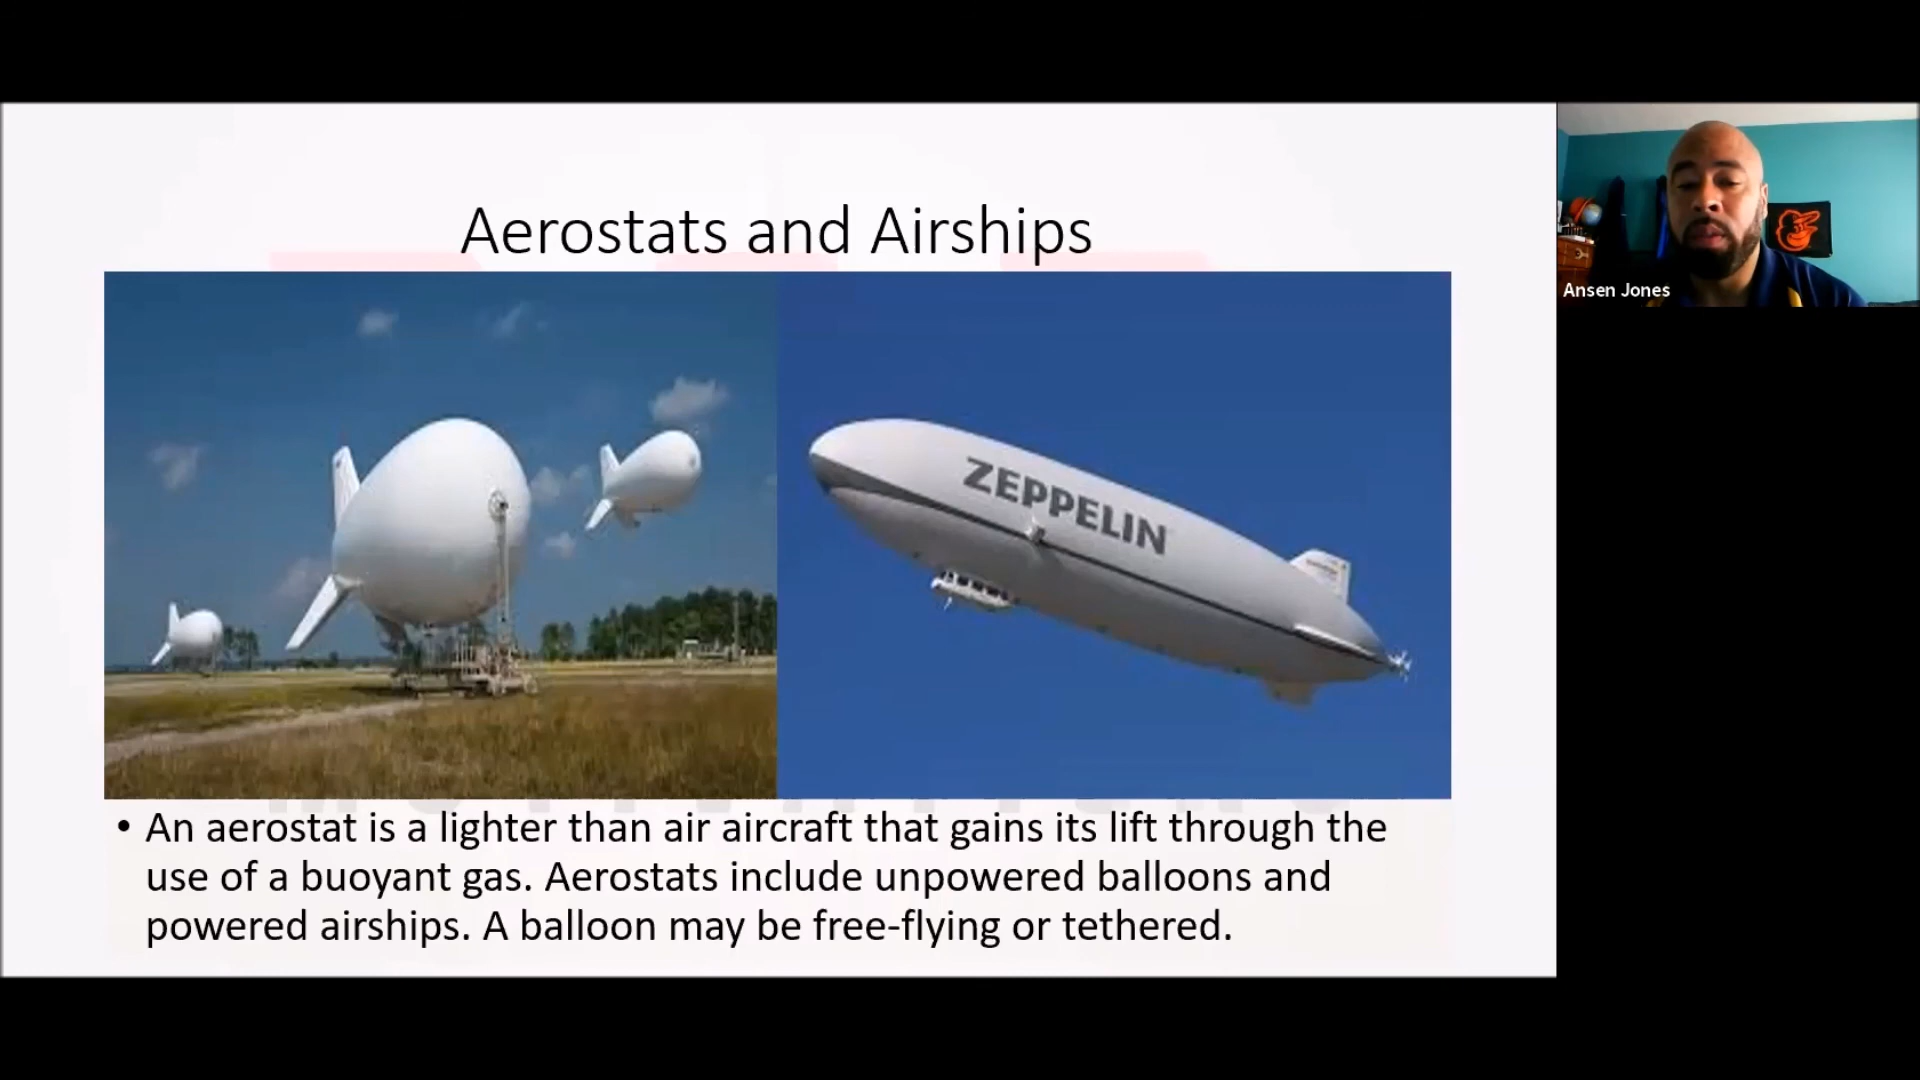 Aerostats and Airships
ZEPPELIN
Ansen Jones
• An aerostat is a lighter than air aircraft that gains its lift through the
use of a buoyant gas. Aerostats include unpowered balloons and
powered airships. A balloon may be free-flying or tethered.